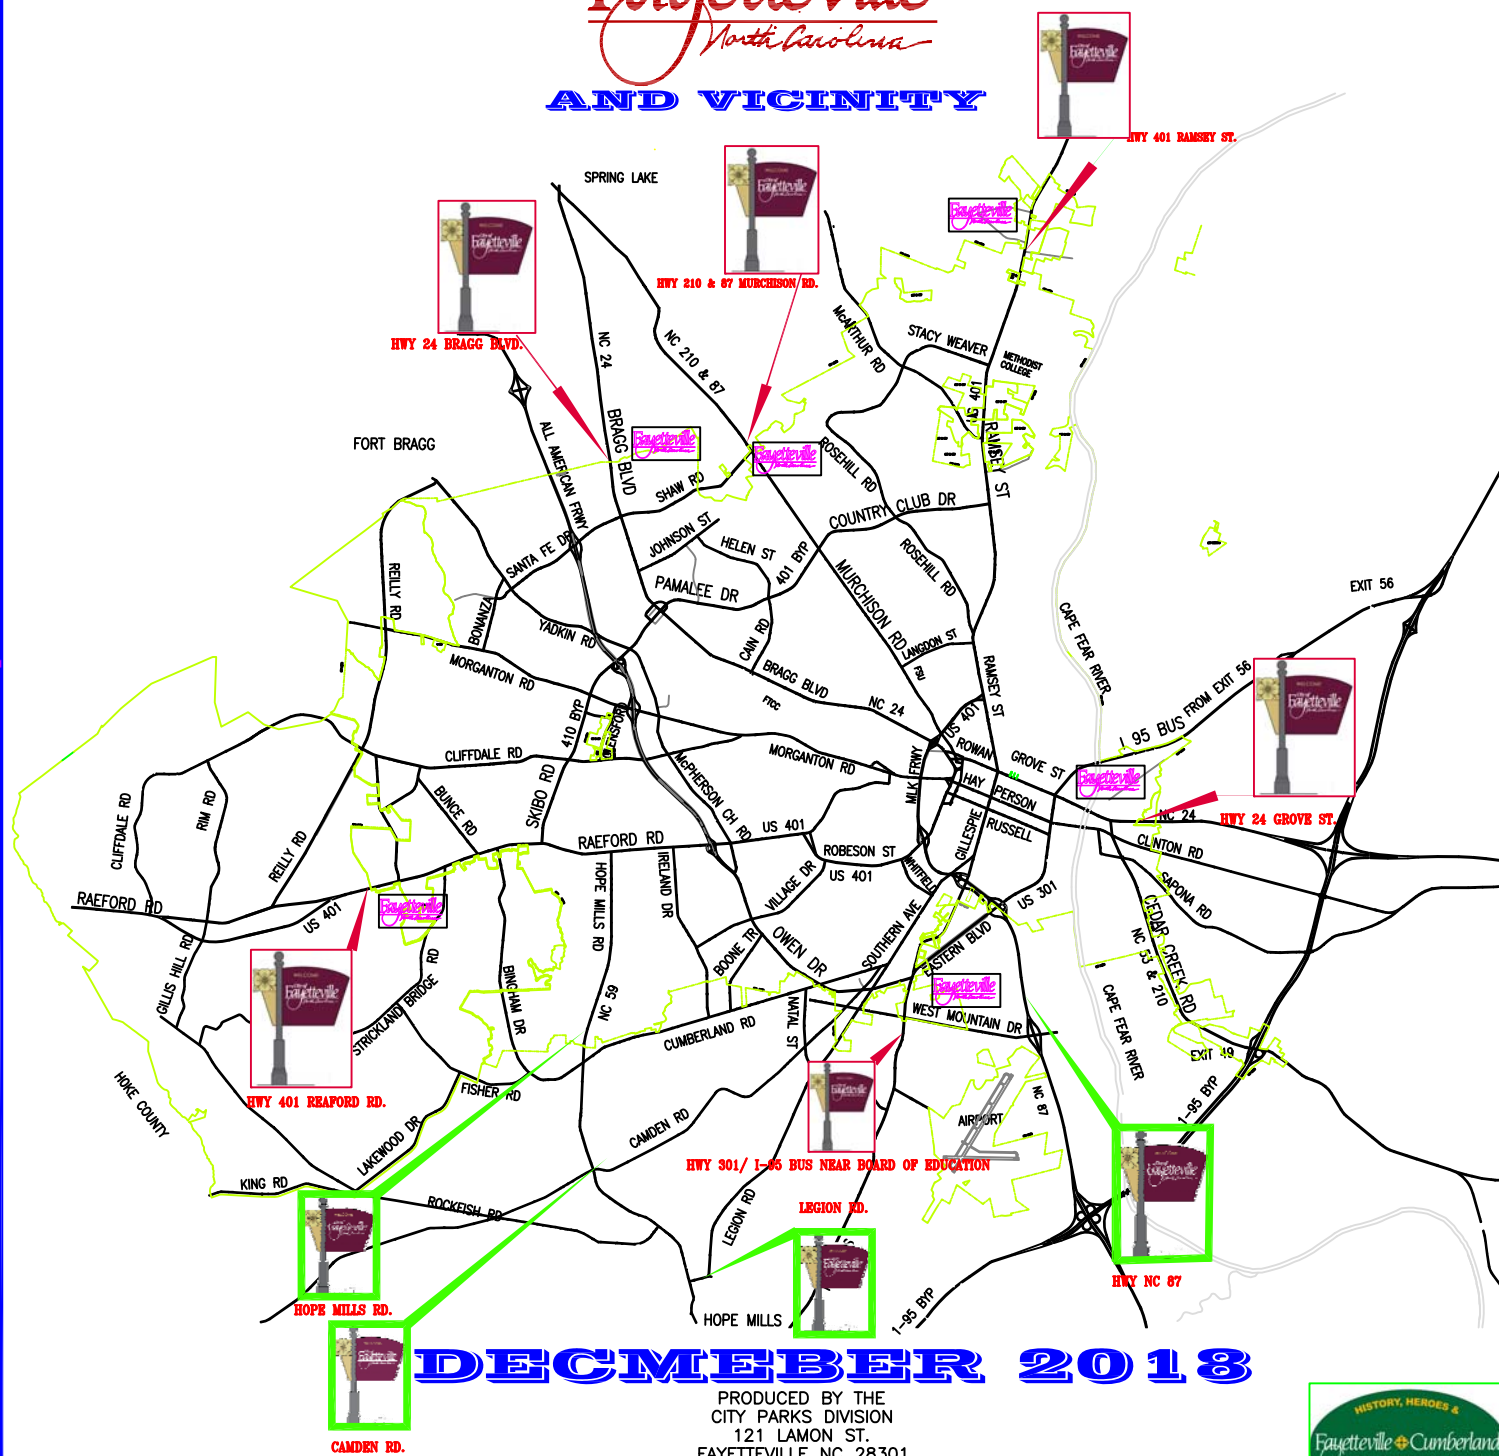 Fayetteville
North Carolina
AND VICINITY
HWY 401 RAMSEY ST.
SPRING LAKE
HWY 210 & 87 MURCHISON RD.
HWY 24 BRAGG BLVD.
Fayetteville
McARTHUR RD
STACY WEAVER
METHODIST
COLLEGE
NC 24
NC 210 & 87
US 401
RAMSEY ST
BRAGG BLVD
ALL AMERICAN FRWY
FORT BRAGG
Fayetteville
Fayetteville
ROSEHILL RD
SHAW RD
COUNTRY CLUB DR
JOHNSON ST
HELEN ST
401 BYP
SANTA FE DR
ROSEHILL RD
MURCHISON RD
PAMALEE DR
REILLY RD
BONANZA
YADKIN RD
CAIN RD
LANGDON ST
FSU
CAPE FEAR RIVER
EXIT 56
MORGANTON RD
BRAGG BLVD
FTCC
NC 24
RAMSEY ST
US 401
I 95 BUS FROM EXIT 56
410 BYP
CLIFFDALE RD
MORGANTON RD
MLK FRWY
ROWAN
GROVE ST
HAY
PERSON
Fayetteville
NC 24
HWY 24 GROVE ST.
CLIFFDALE RD
RIM RD
BUNCE RD
SKIBO RD
McPHERSON CH RD
US 401
GILLESPIE
RUSSELL
CLINTON RD
REILLY RD
RAEFORD RD
ROBESON ST
US 401
WHITFIELD
SAPONA RD
RAEFORD RD
US 401
Fayetteville
HOPE MILLS RD
IRELAND DR
VILLAGE DR
US 301
CEDAR CREEK RD
NC 53 & 210
GILLIS HILL RD
RD
STRICKLAND BRIDGE
BINGHAM DR
NC 59
BOONE TR
OWEN DR
SOUTHERN AVE
EASTERN BLVD
Fayetteville
WEST MOUNTAIN DR
NATAL ST
CUMBERLAND RD
CAPE FEAR RIVER
EXIT 49
HOKE COUNTY
HWY 401 REAFORD RD.
FISHER RD
LAKEWOOD DR
CAMDEN RD
AIRPORT
NC 87
I-95 BYP
HWY 301/ I-95 BUS NEAR BOARD OF EDUCATION
KING RD
ROCKFISH RD
LEGION RD
LEGION RD.
HWY NC 87
HOPE MILLS RD.
HOPE MILLS
I-95 BYP
DECMEBER 2018
PRODUCED BY THE
CITY PARKS DIVISION
121 LAMON ST.
FAYETTEVILLE NC 28301
CAMDEN RD.
HISTORY, HEROES &
Fayetteville Cumberland